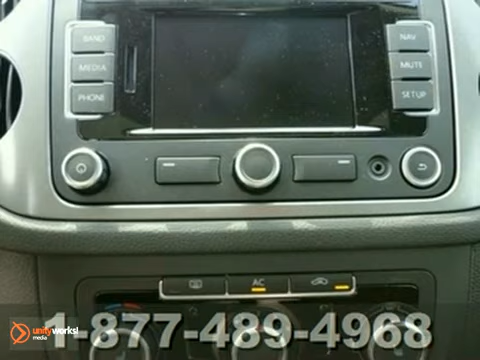 BAND
NAV
MEDIA
MUTE
PHONE
SETUP
AC
1-877-489-4968
unityworks!
media